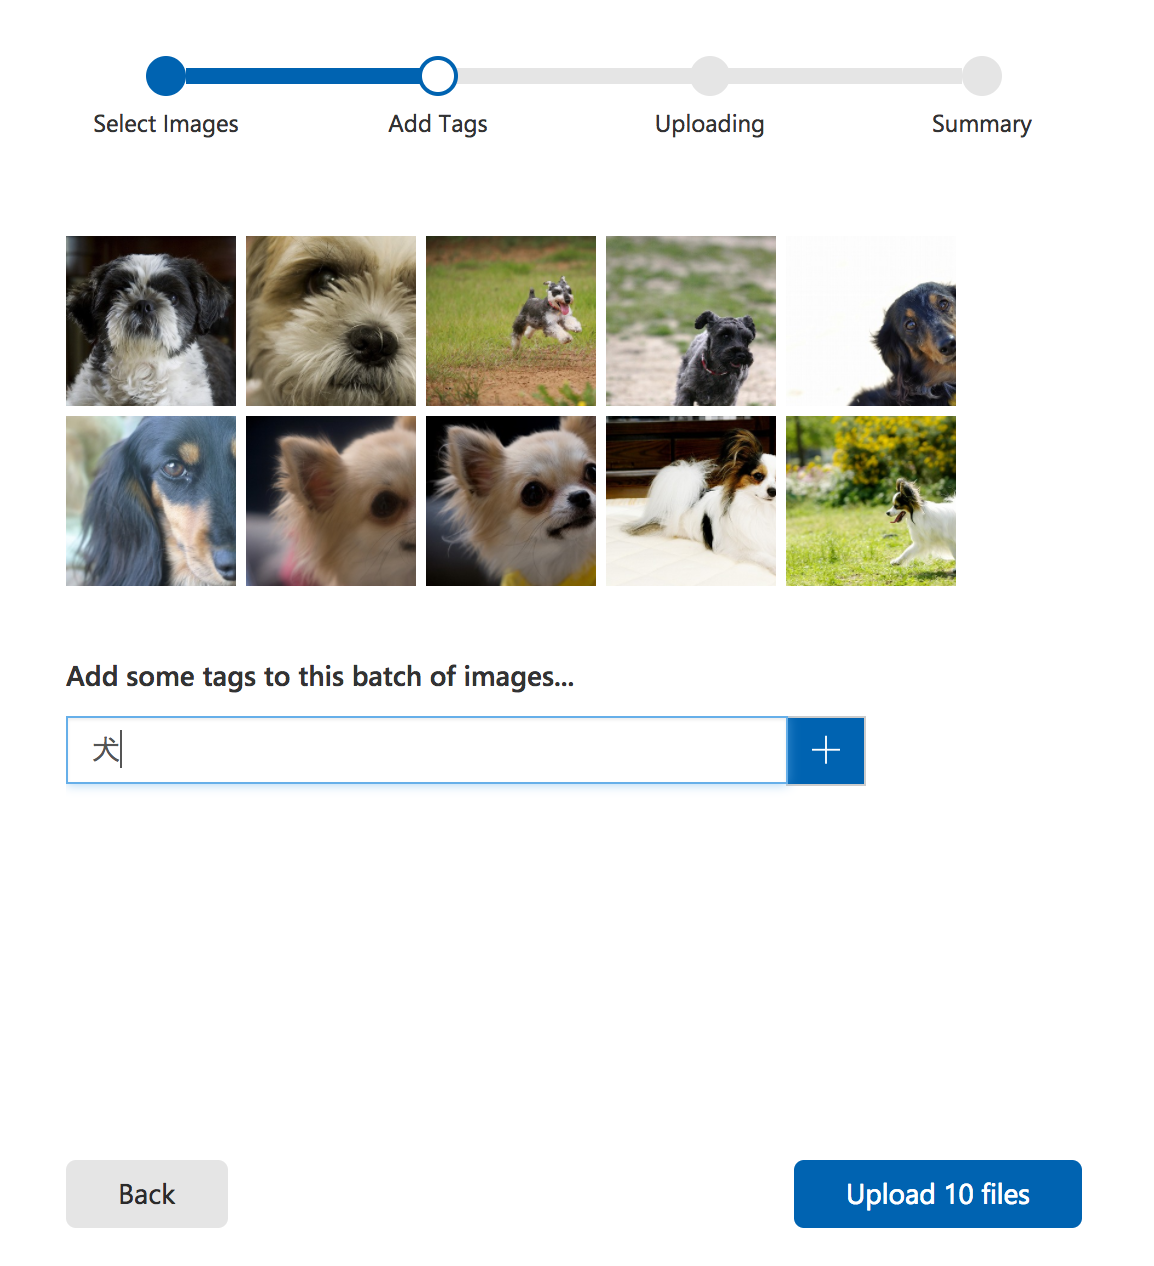 Select Images
Add Tags
Uploading
Summary
Add some tags to this batch of images...
犬
Back
Upload 10 files